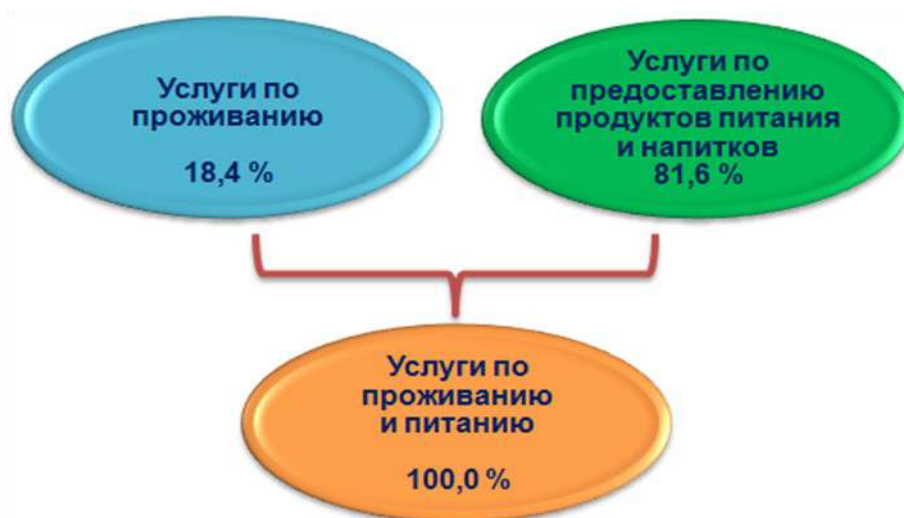 Услуги по
проживанию
18,4 %
Услуги по
предоставлению
продуктов питания
и напитков
81,6 %
Услуги по
проживанию
и питанию
100,0 %